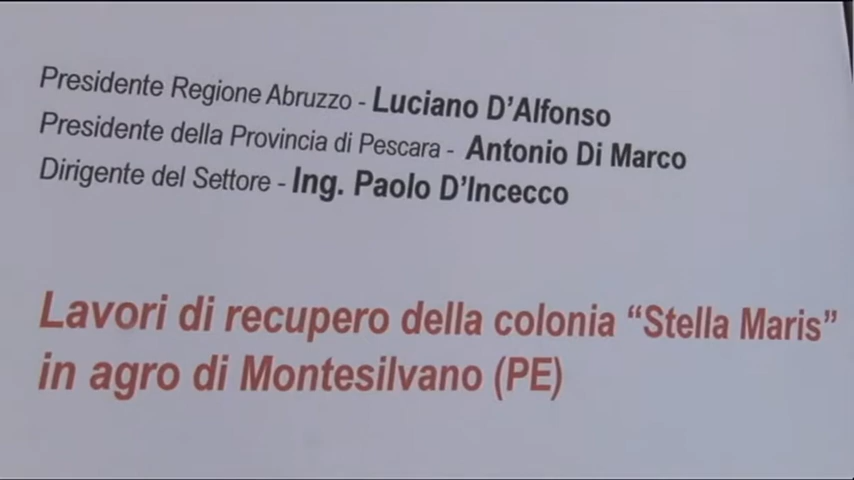 Presidente Regione Abruzzo - Luciano D'Alfonso
Presidente della Provincia di Pescara - Antonio Di Marco
Dirigente del Settore - Ing. Paolo D'Incecco
Lavori di recupero della colonia “Stella Maris”
in agro di Montesilvano (PE)